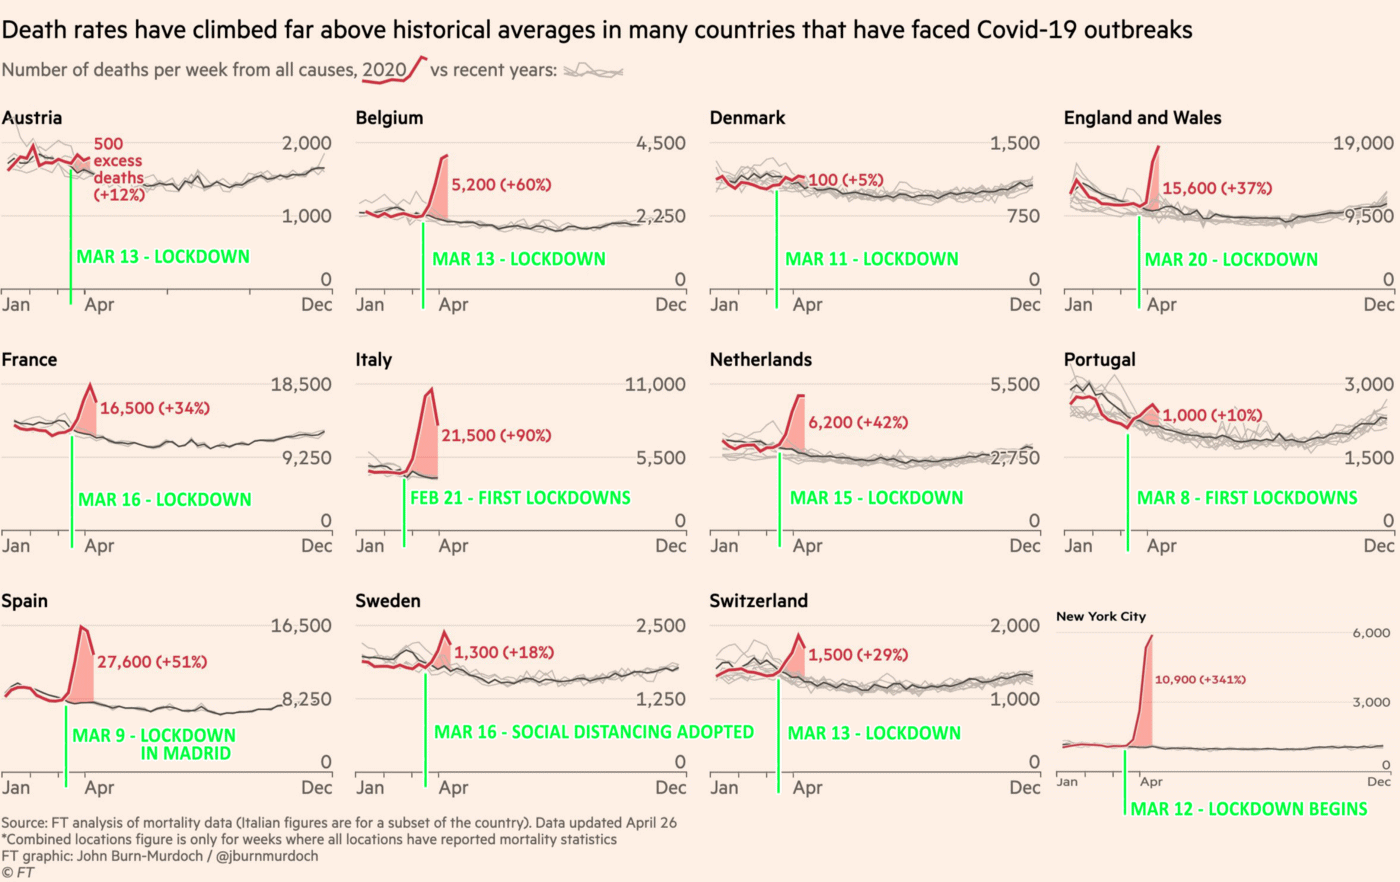 Death rates have climbed far above historical averages in many countries that have faced Covid-19 outbreaks
Number of deaths per week from all causes, 2020 vs recent years:
Austria
2,000
500
excess
deaths
(+12%)
1,000
MAR 13 - LOCKDOWN
0
Jan Apr Dec
Belgium
4,500
5,200 (+60%)
2,250
MAR 13 - LOCKDOWN
0
Jan Apr Dec
Denmark
1,500
100 (+5%)
750
MAR 11 - LOCKDOWN
0
Jan Apr Dec
England and Wales
19,000
15,600 (+37%)
9,500
MAR 20 - LOCKDOWN
0
Jan Apr Dec
France
18,500
16,500 (+34%)
9,250
MAR 16 - LOCKDOWN
0
Jan Apr Dec
Italy
11,000
21,500 (+90%)
5,500
FEB 21 - FIRST LOCKDOWNS
0
Jan Apr Dec
Netherlands
5,500
6,200 (+42%)
2,750
MAR 15 - LOCKDOWN
0
Jan Apr Dec
Portugal
3,000
1,000 (+10%)
1,500
MAR 8 - FIRST LOCKDOWNS
0
Jan Apr Dec
Spain
16,500
27,600 (+51%)
8,250
MAR 9 - LOCKDOWN
IN MADRID
0
Jan Apr Dec
Sweden
2,500
1,300 (+18%)
1,250
MAR 16 - SOCIAL DISTANCING ADOPTED
0
Jan Apr Dec
Switzerland
2,000
1,500 (+29%)
1,000
MAR 13 - LOCKDOWN
0
Jan Apr Dec
New York City
6,000
10,900 (+341%)
3,000
0
Jan Apr Dec
MAR 12 - LOCKDOWN BEGINS
Source: FT analysis of mortality data (Italian figures are for a subset of the country). Data updated April 26
*Combined locations figure is only for weeks where all locations have reported mortality statistics
FT graphic: John Burn-Murdoch / @jburnmurdoch
© FT